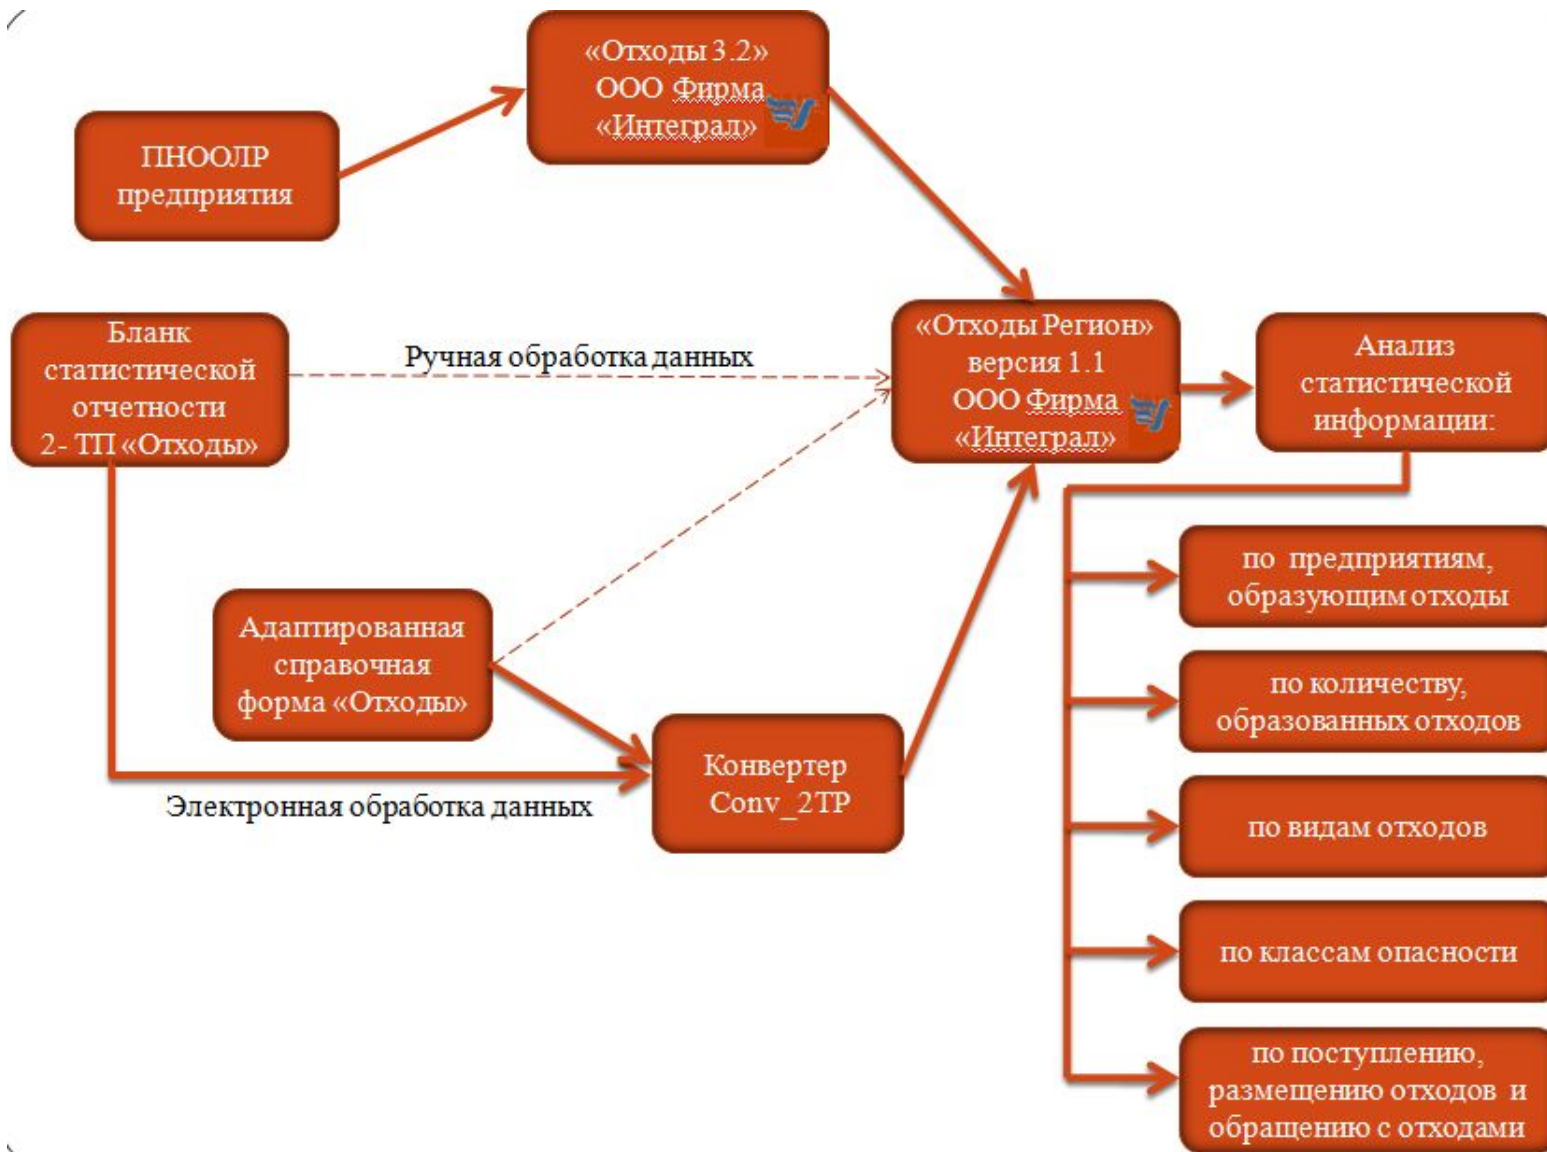 «Отходы 3.2»
ООО Фирма
«Интеграл»
ПНООЛР
предприятия
Бланк
статистической
отчетности
2- ТП «Отходы»
Ручная обработка данных
«Отходы Регион»
версия 1.1
ООО Фирма
«Интеграл»
Анализ
статистической
информации:
Адаптированная
справочная
форма «Отходы»
Электронная обработка данных
Конвертер
Conv_2TP
по предприятиям,
образующим отходы
по количеству,
образованных отходов
по видам отходов
по классам опасности
по поступлению,
размещению отходов и
обращению с отходами